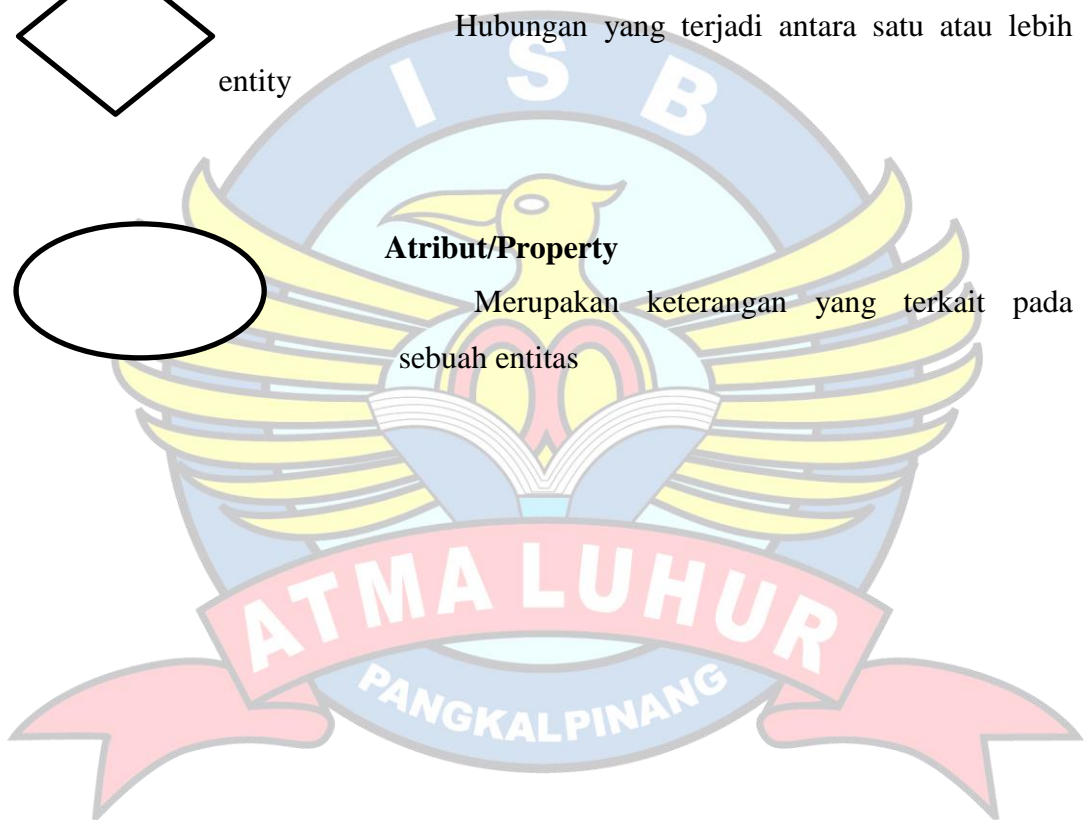 Hubungan yang terjadi antara satu atau lebih
entity
I S B
Atribut/Property
Merupakan keterangan yang terkait pada
sebuah entitas
ATMA LUHUR
PANGKALPINANG